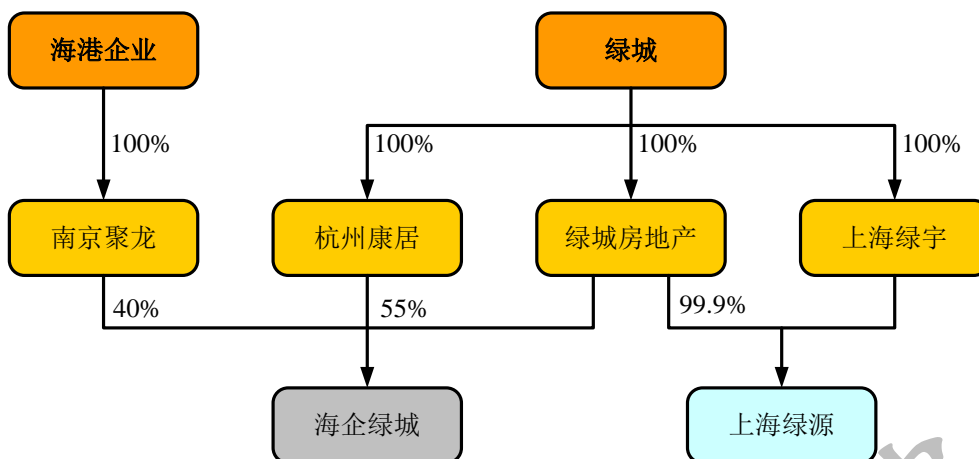 海港企业
绿城
100%
100%
100%
100%
南京聚龙
杭州康居
绿城房地产
上海绿宇
40%
55%
99.9%
海企绿城
上海绿源